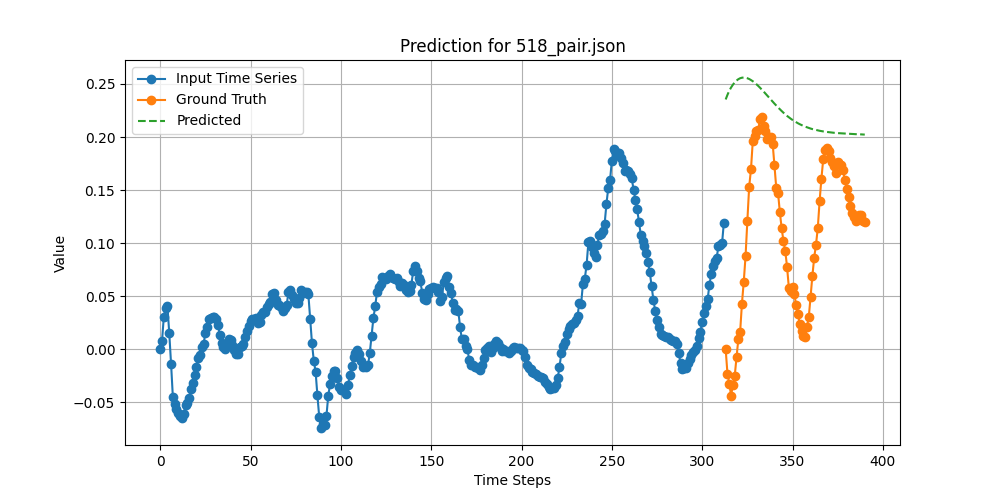 Prediction for 518_pair.json
Input Time Series
Ground Truth
Predicted
0.25
0.20
0.15
0.10
0.05
0.00
−0.05
Value
0 50 100 150 200 250 300 350 400
Time Steps